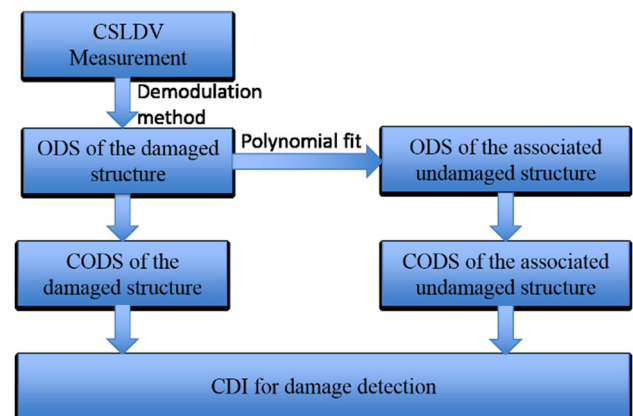 CSLDV
Measurement
Demodulation
method
ODS of the damaged
structure
Polynomial fit
ODS of the associated
undamaged structure
CODS of the
damaged structure
CODS of the associated
undamaged structure
CDI for damage detection